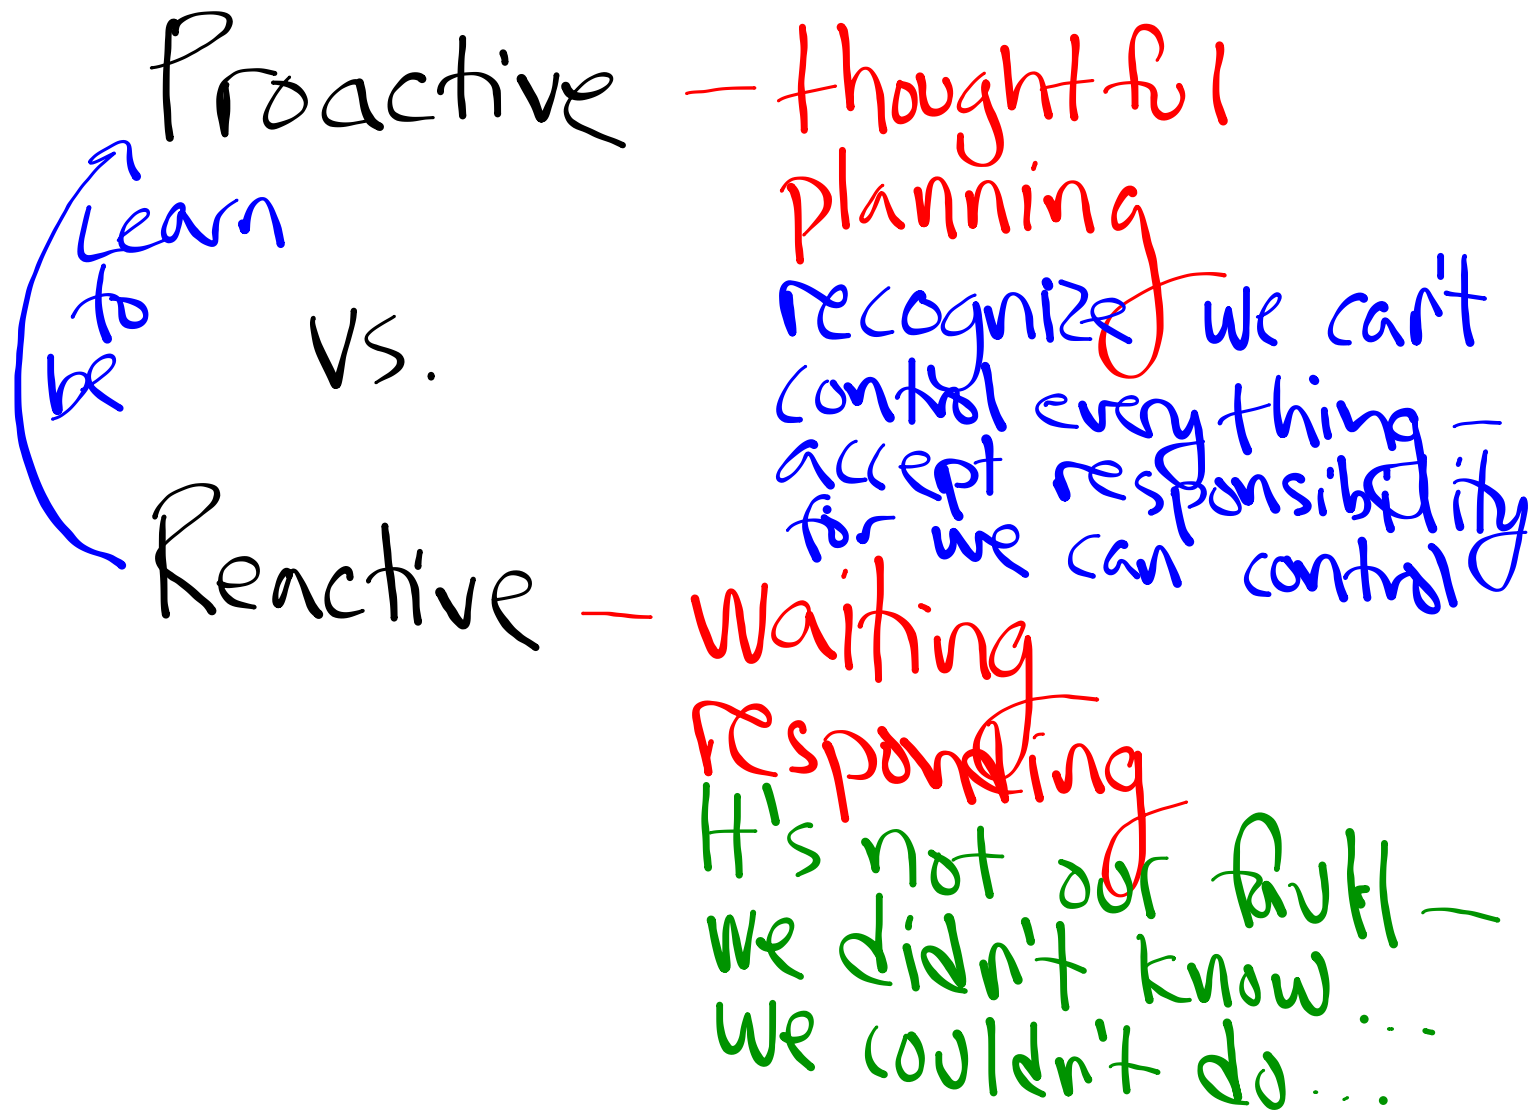 Proactive — thoughtful
planning
Learn
to
be
recognize we can't
control everything —
accept responsibility
for we can control
vs.
Reactive — waiting
responding
It's not our fault —
we didn't know...
we couldn't do....